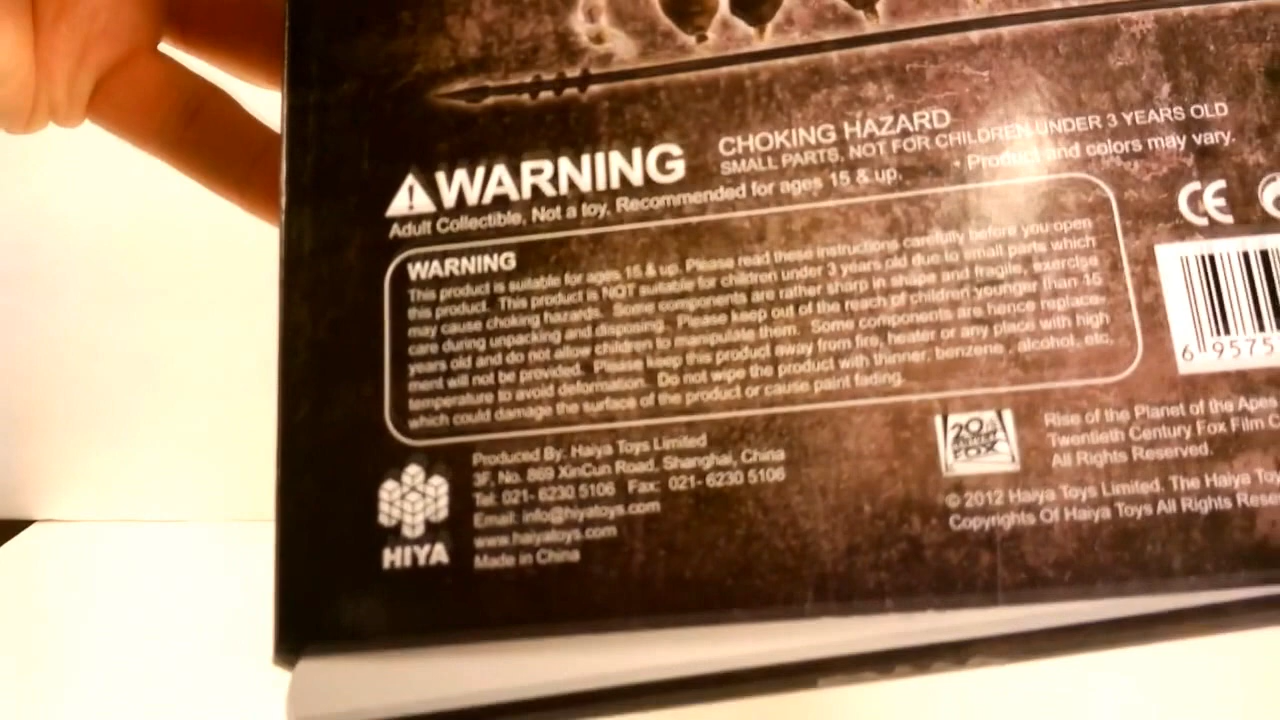 CHOKING HAZARD
SMALL PARTS, NOT FOR CHILDREN UNDER 3 YEARS OLD
WARNING
Adult Collectible, Not a toy, Recommended for ages 15 & up.
• Product and colors may vary.
WARNING
This product is suitable for ages 15 & up. Please read these instructions carefully before you open
this product. This product is NOT suitable for children under 3 years old due to small parts which
may cause choking hazards. Some components are rather sharp in shape and fragile, exercise
care during unpacking and disposing. Please keep out of the reach of children younger than 15
years old and do not allow children to manipulate them. Some components are hence replace-
ment will not be provided. Please keep this product away from fire, heater or any place with high
temperature to avoid deformation. Do not wipe the product with thinner, benzene , alcohol, etc,
which could damage the surface of the product or cause paint fading.
CE
6 95757
HIYA
Produced By: Haiya Toys Limited
3F, No. 869 XinCun Road, Shanghai, China
Tel: 021- 6230 5106 Fax: 021- 6230 5106
Email: info@hiyatoys.com
www.haiyatoys.com
Made in China
20th
CENTURY
FOX
Rise of the Planet of the Apes
Twentieth Century Fox Film C
All Rights Reserved.
© 2012 Haiya Toys Limited. The Haiya Toy
Copyrights Of Haiya Toys All Rights Rese